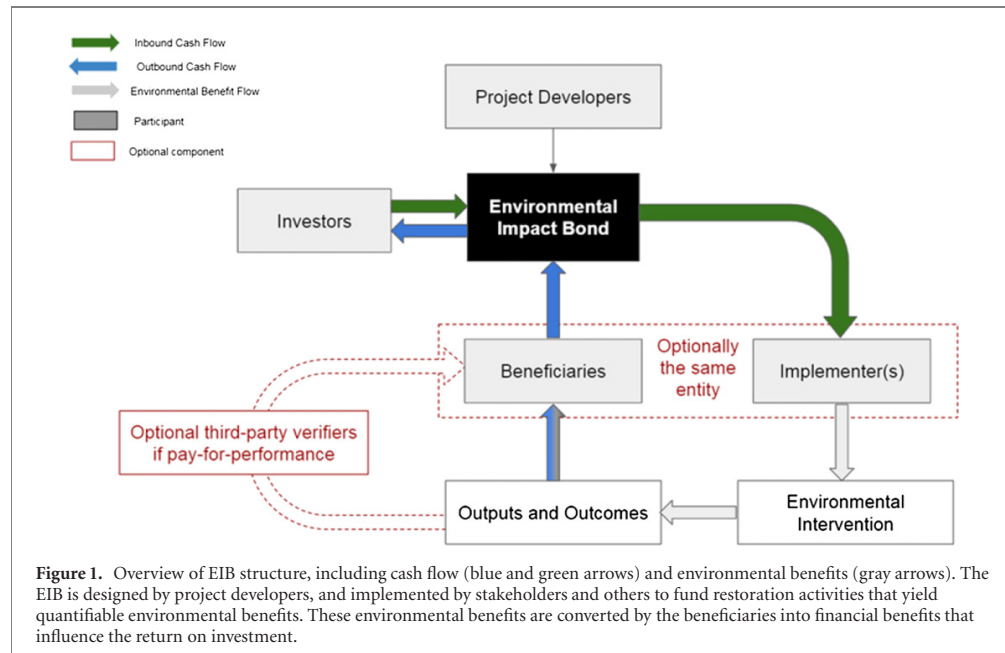 Inbound Cash Flow
Outbound Cash Flow
Environmental Benefit Flow
Participant
Optional component
Project Developers
Investors
Environmental
Impact Bond
Beneficiaries
Optionally
the same
entity
Implementer(s)
Optional third-party verifiers
if pay-for-performance
Outputs and Outcomes
Environmental
Intervention
Figure 1. Overview of EIB structure, including cash flow (blue and green arrows) and environmental benefits (gray arrows). The
EIB is designed by project developers, and implemented by stakeholders and others to fund restoration activities that yield
quantifiable environmental benefits. These environmental benefits are converted by the beneficiaries into financial benefits that
influence the return on investment.